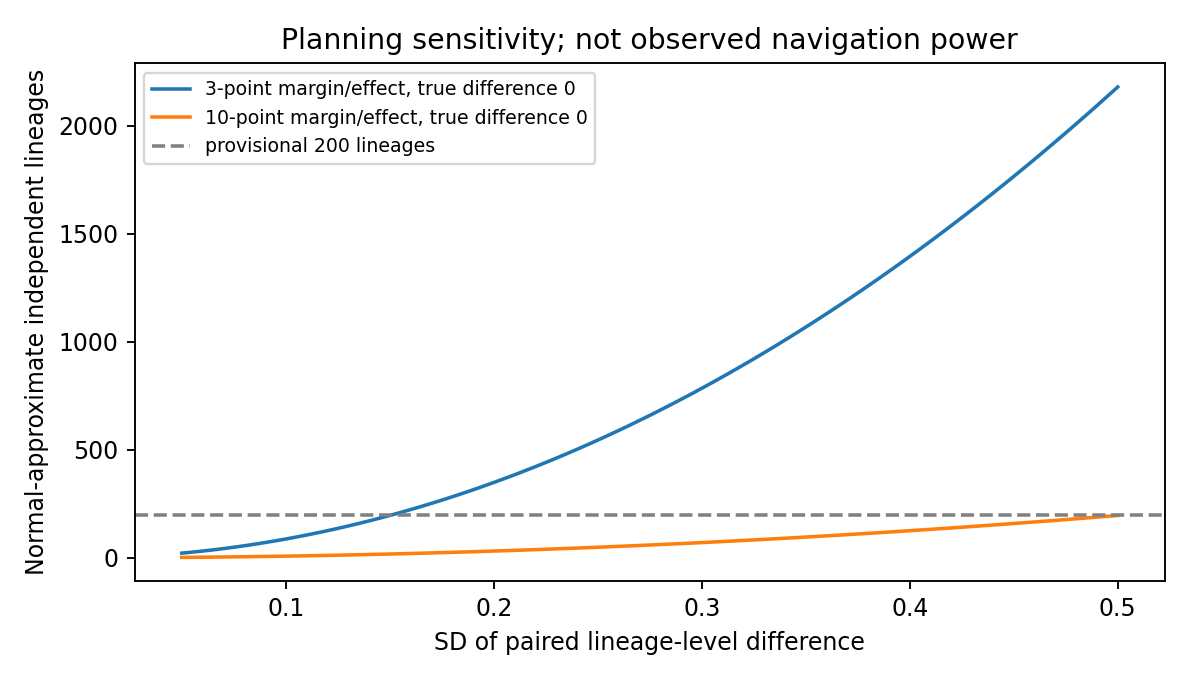 Planning sensitivity; not observed navigation power
3-point margin/effect, true difference 0
10-point margin/effect, true difference 0
provisional 200 lineages
Normal-approximate independent lineages
2000
1500
1000
500
0
0.1 0.2 0.3 0.4 0.5
SD of paired lineage-level difference